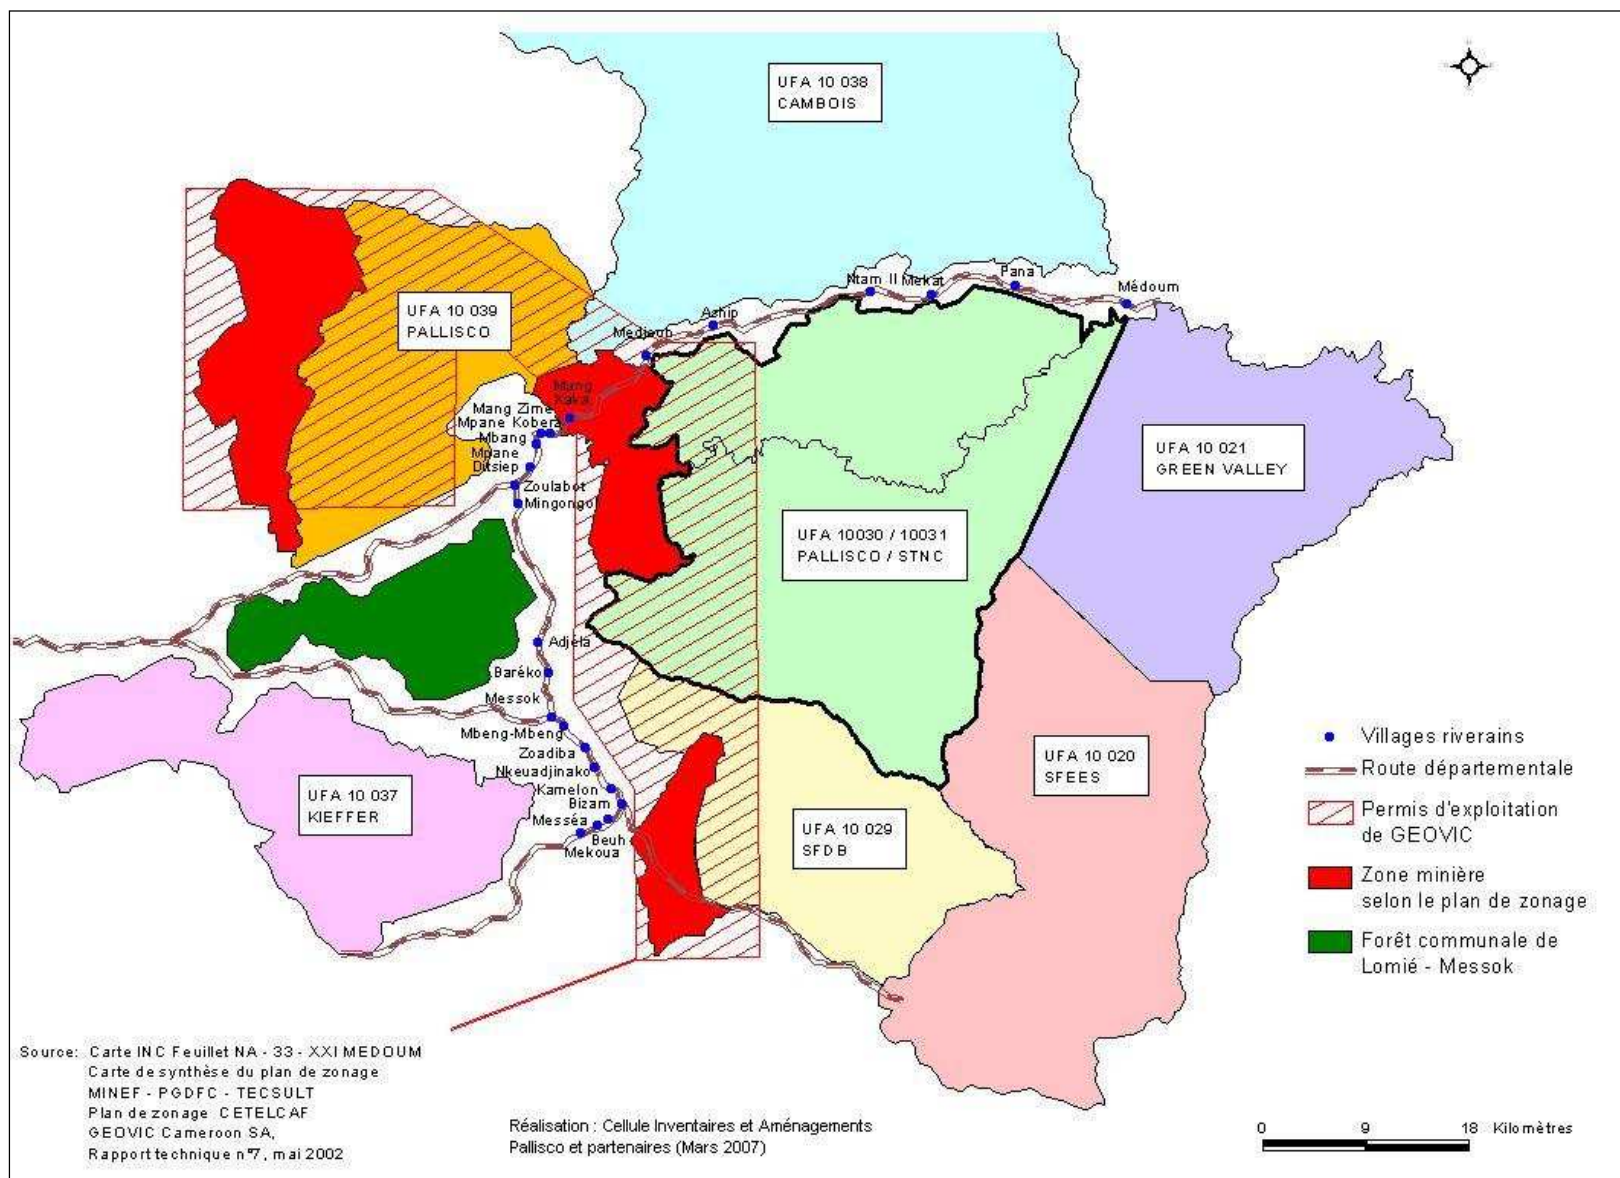 UFA 10 038
CAMBOIS
UFA 10 039
PALLISCO
Ntam II
Mekat
Pana
Médoum
Aship
Medjeuh
Mang
Xava
Mang Zime
Mpane Kobera
Mbang
Mpane
Ditsiep
Zoulabot
Mingongol
UFA 10 021
GREEN VALLEY
UFA 10030 / 10031
PALLISCO / STNC
Adjéla
Baréko
Messok
Mbeng-Mbeng
Zoadiba
Nkeuadjinako
Kamelon
Bizam
Messéa
Beuh
Mekoua
UFA 10 037
KIEFFER
UFA 10 029
SFDB
UFA 10 020
SFEES
Villages riverains
Route départementale
Permis d'exploitation
de GEOVIC
Zone minière
selon le plan de zonage
Forêt communale de
Lomié - Messok
Source: Carte INC Feuillet NA - 33 - XXI MEDOUM
Carte de synthèse du plan de zonage
MINEF - PGDFC - TECSULT
Plan de zonage CETELCAF
GEOVIC Cameroon SA,
Rapport technique n°7, mai 2002
Réalisation : Cellule Inventaires et Aménagements
Pallisco et partenaires (Mars 2007)
0 9 18 Kilomètres